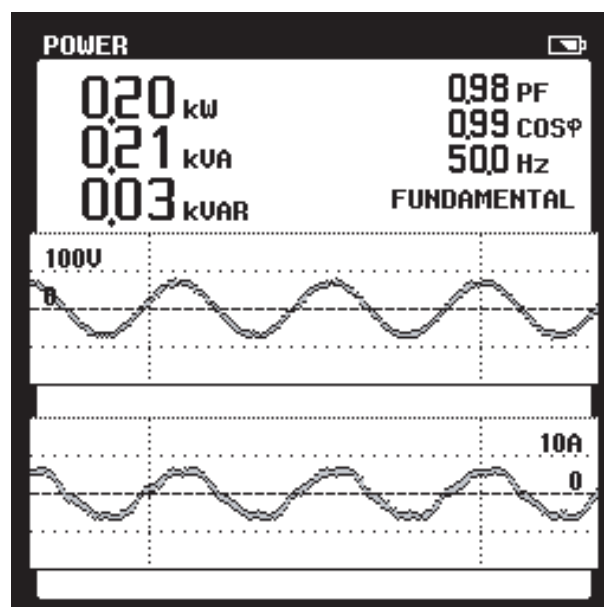 POWER
0.20 kW
0.98 PF
0.21 kVA
0.99 COSφ
50.0 Hz
0.03 kVAR
FUNDAMENTAL
100V
0
10A
0